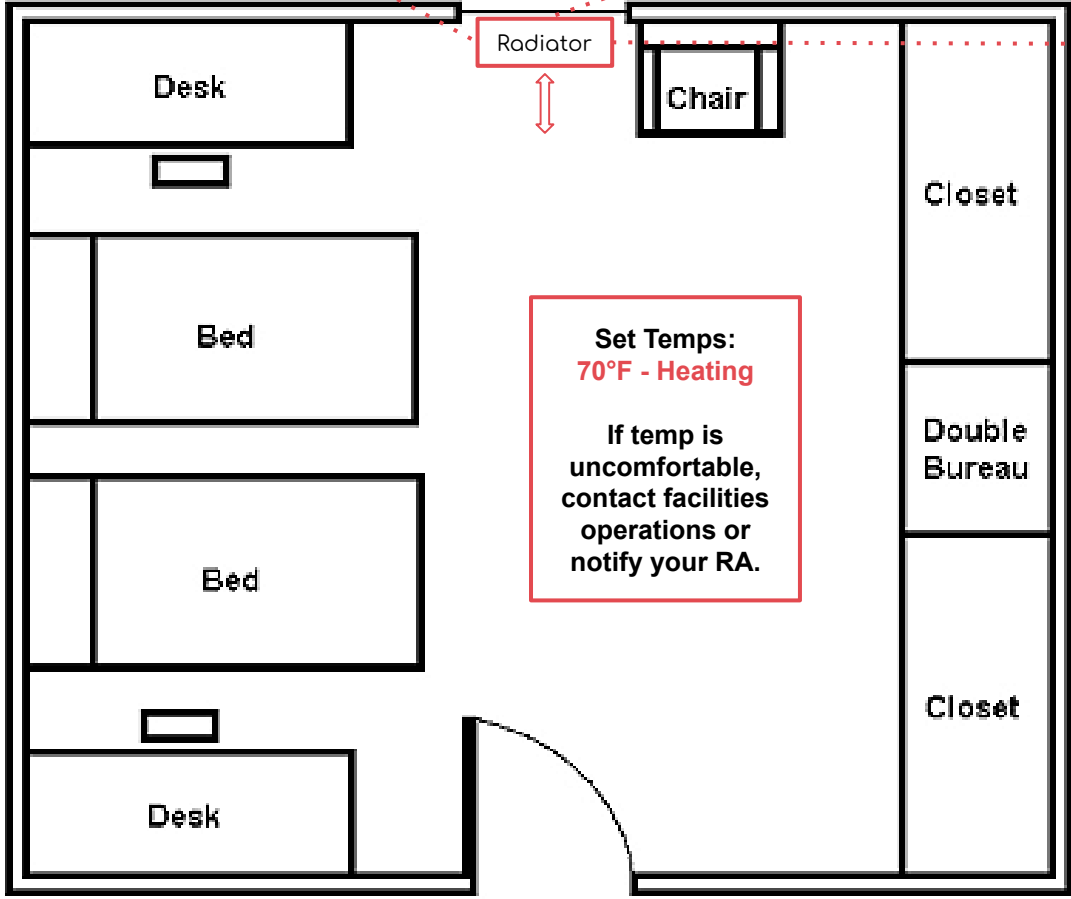 Radiator
Desk
Chair
Closet
Bed
Set Temps:
70°F - Heating
If temp is
uncomfortable,
contact facilities
operations or
notify your RA.
Double
Bureau
Bed
Closet
Desk